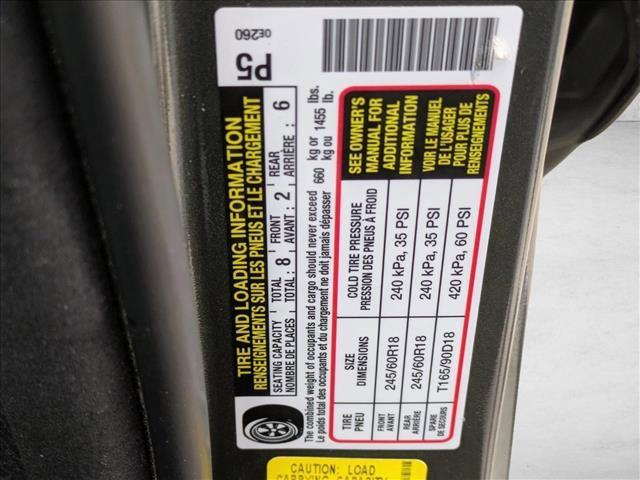 P5
0E260
TIRE AND LOADING INFORMATION
RENSEIGNEMENTS SUR LES PNEUS ET LE CHARGEMENT
SEATING CAPACITY TOTAL : 8 FRONT : 2 REAR : 6
NOMBRE DE PLACES TOTAL : AVANT : ARRIÈRE :
The combined weight of occupants and cargo should never exceed 660 kg or 1455 lbs.
Le poids total des occupants et du chargement ne doit jamais dépasser kg ou lb.
TIRE SIZE COLD TIRE PRESSURE
PNEU DIMENSIONS PRESSION DES PNEUS À FROID
FRONT
AVANT 245/60R18 240 kPa, 35 PSI
REAR
ARRIÈRE 245/60R18 240 kPa, 35 PSI
SPARE
DE SECOURS T165/90D18 420 kPa, 60 PSI
SEE OWNER'S
MANUAL FOR
ADDITIONAL
INFORMATION
VOIR LE MANUEL
DE L'USAGER
POUR PLUS DE
RENSEIGNEMENTS
CAUTION: LOAD
CARRYING CAPACITY